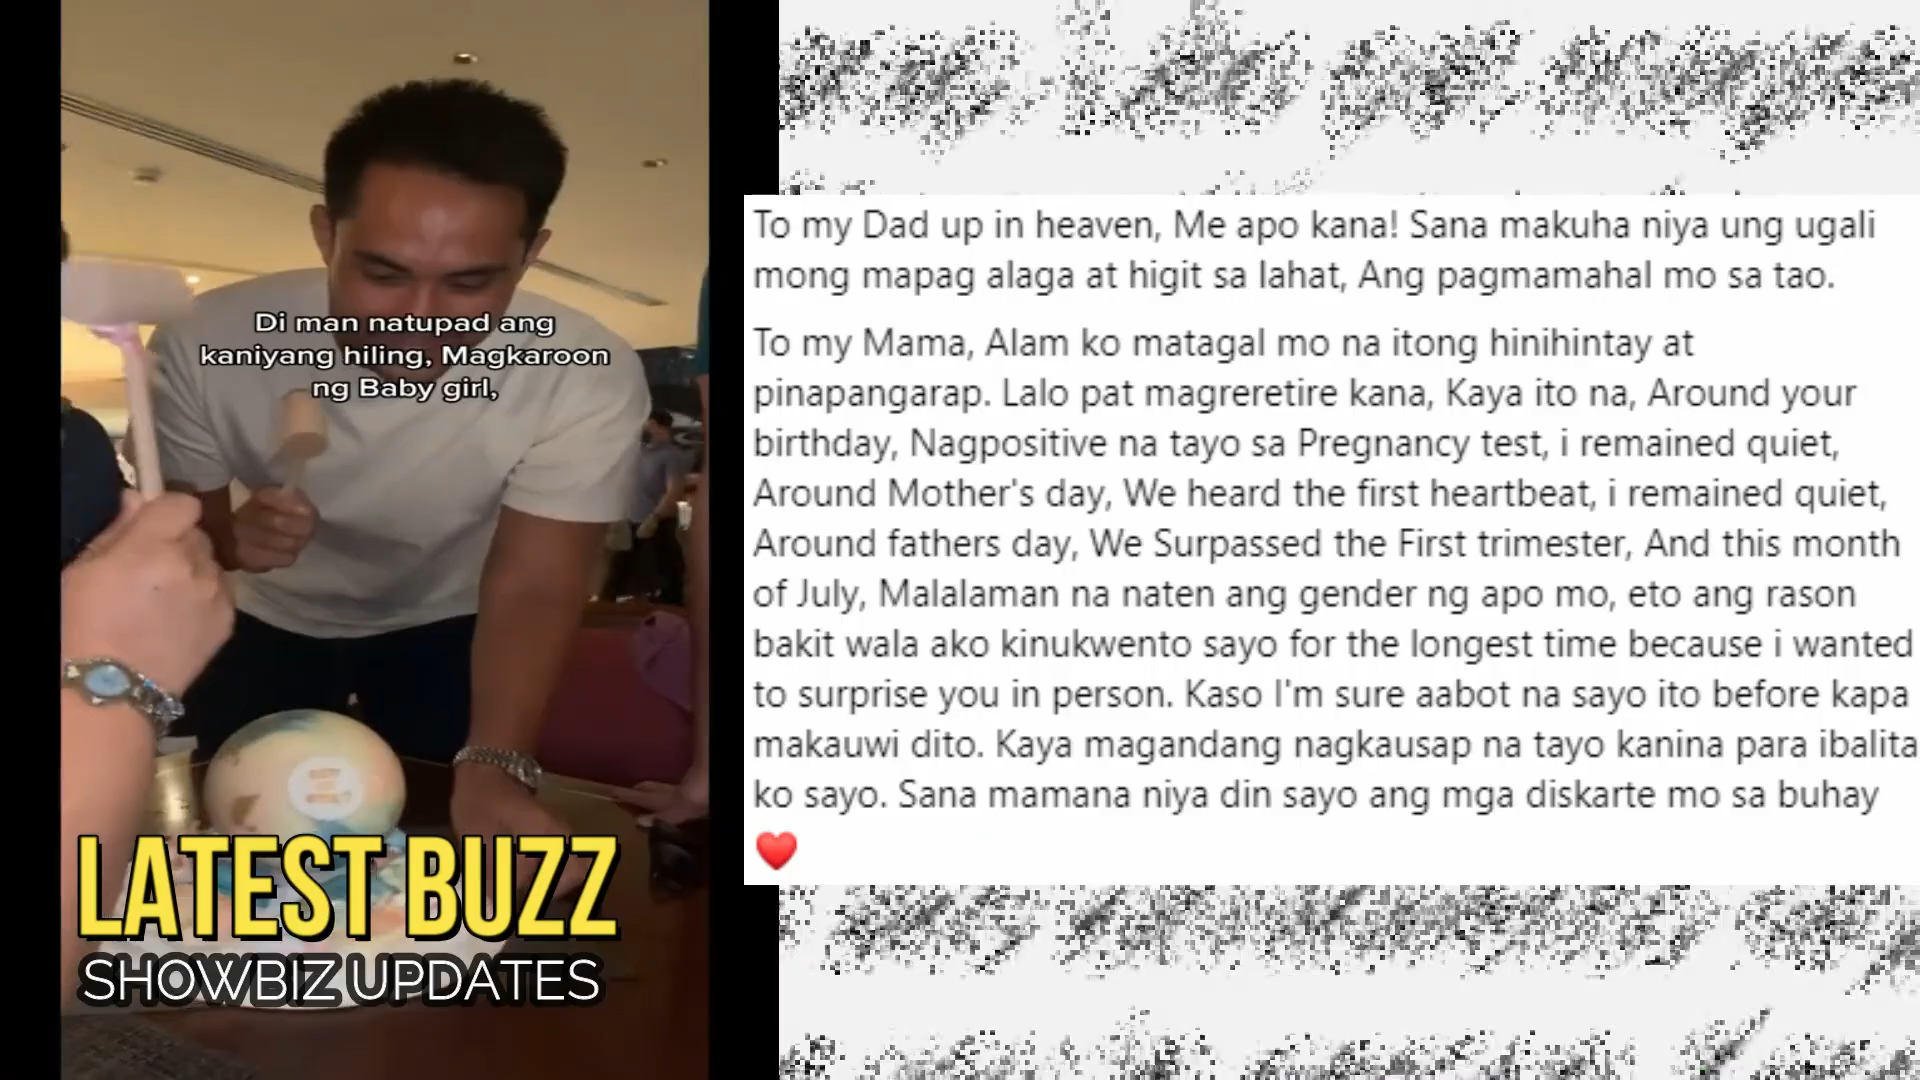 Di man natupad ang
kaniyang hiling, Magkaroon
ng Baby girl,
LATEST BUZZ
SHOWBIZ UPDATES
To my Dad up in heaven, Me apo kana! Sana makuha niya ung ugali
mong mapag alaga at higit sa lahat, Ang pagmamahal mo sa tao.
To my Mama, Alam ko matagal mo na itong hinihintay at
pinapangarap. Lalo pat magreretire kana, Kaya ito na, Around your
birthday, Nagpositive na tayo sa Pregnancy test, i remained quiet,
Around Mother's day, We heard the first heartbeat, i remained quiet,
Around fathers day, We Surpassed the First trimester, And this month
of July, Malalaman na naten ang gender ng apo mo, eto ang rason
bakit wala ako kinukwento sayo for the longest time because i wanted
to surprise you in person. Kaso I'm sure aabot na sayo ito before kapa
makauwi dito. Kaya magandang nagkausap na tayo kanina para ibalita
ko sayo. Sana mamana niya din sayo ang mga diskarte mo sa buhay
❤️